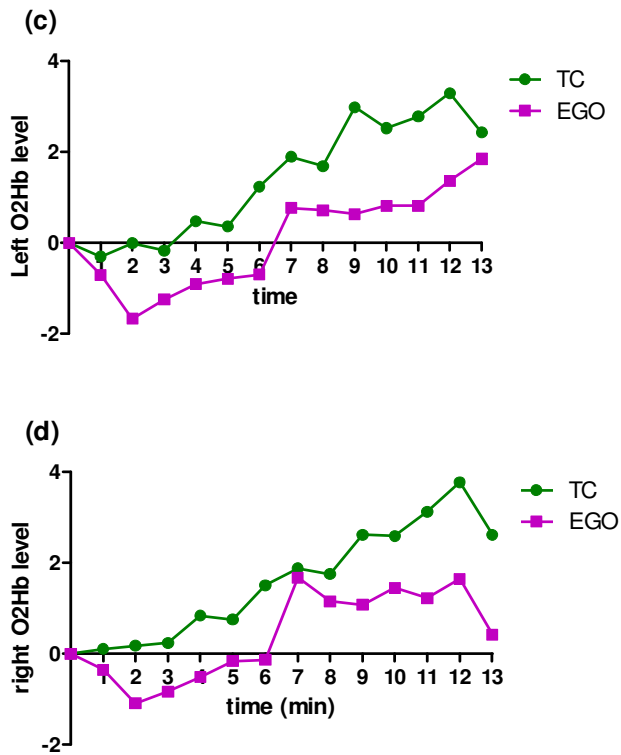 (c)
4
2
0
-2
Left O2Hb level
1 2 3 4 5 6 7 8 9 10 11 12 13
time
TC
EGO
(d)
4
2
0
-2
right O2Hb level
1 2 3 4 5 6 7 8 9 10 11 12 13
time (min)
TC
EGO